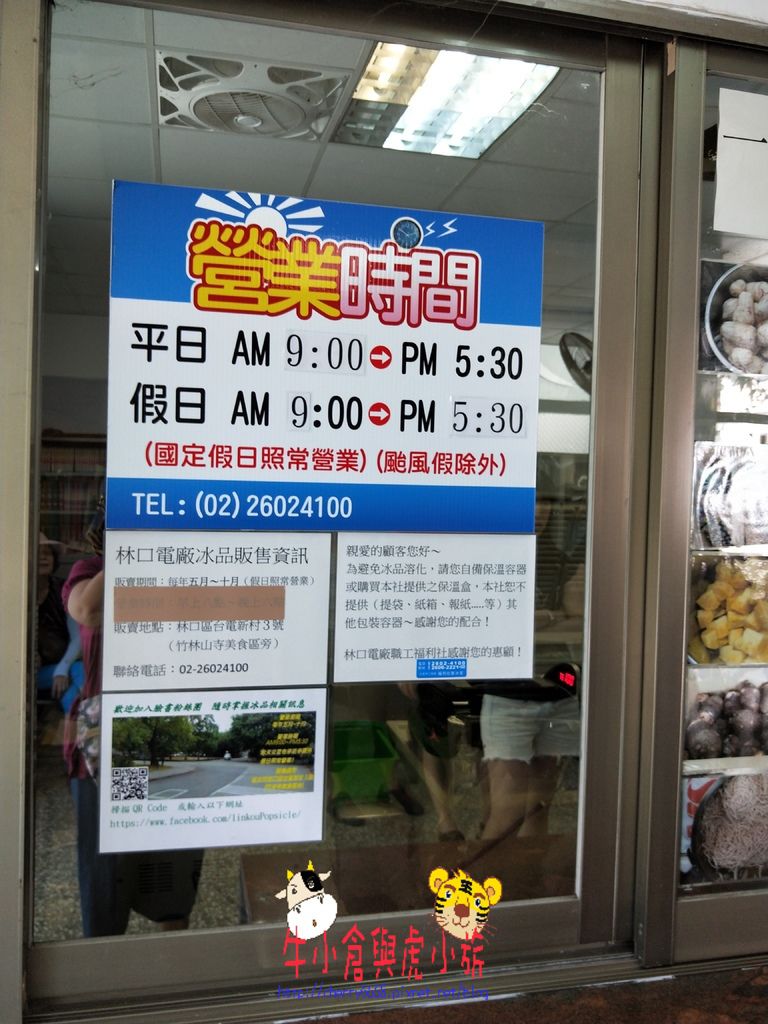 營業時間
平日 AM 9:00 PM 5:30
假日 AM 9:00 PM 5:30
(國定假日照常營業)(颱風假除外)
TEL:(02)26024100
林口電廠冰品販售資訊
販賣期間：每年五月～十月（假日照常營業）
販賣地點：林口區台電新村3號
（竹林山寺美食區旁）
聯絡電話：02-26024100
親愛的顧客您好～
為避免冰品溶化，請您自備保溫容器
或購買本社提供之保溫盒，本社恕不
提供（提袋、紙箱、報紙.....等）其
他包裝容器～感謝您的配合！
林口電廠職工福利社感謝您的惠顧！
歡迎加入臉書粉絲團 隨時掌握冰品相關訊息
掃描QR Code 或輸入以下網址
https://www.facebook.com/linkouPopsicle/
牛小倉與虎小旅